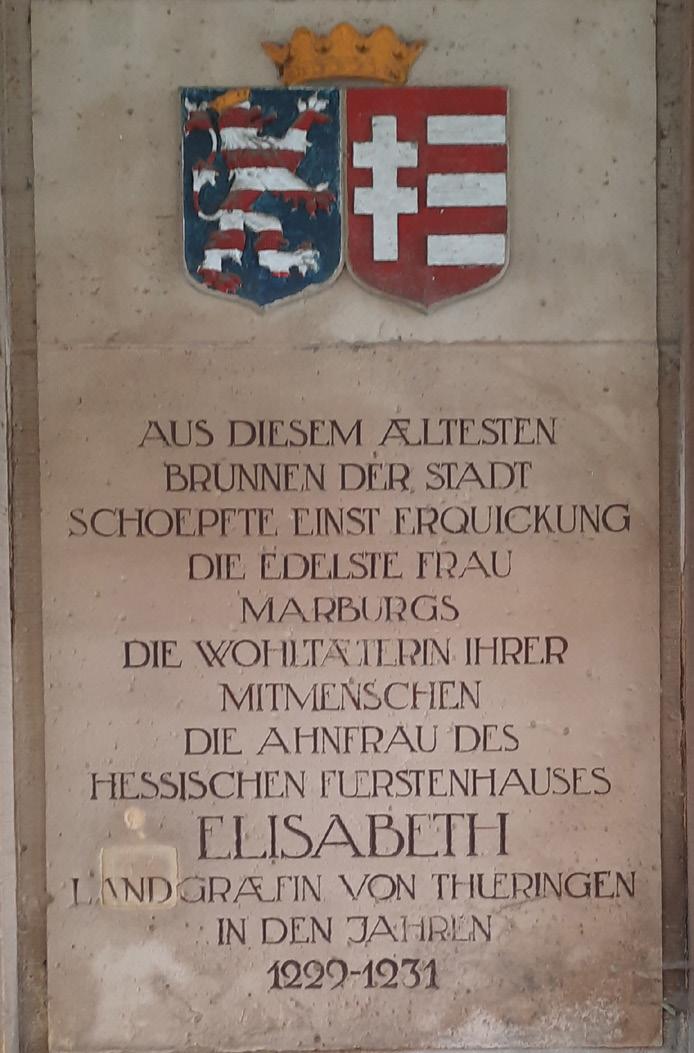 AUS DIESEM ÆLTESTEN
BRUNNEN DER STADT
SCHOEPFTE EINST ERQUICKUNG
DIE EDELSTE FRAU
MARBURGS
DIE WOHLTÆTERIN IHRER
MITMENSCHEN
DIE AHNFRAU DES
HESSISCHEN FUERSTENHAUSES
ELISABETH
LANDGRÆFIN VON THUERINGEN
IN DEN JAHREN
1229-1231